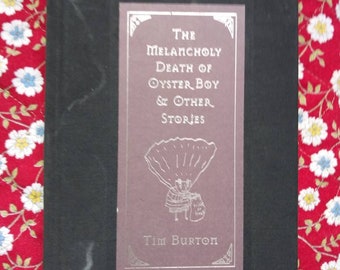 The
Melancholy
Death of
Oyster Boy
& Other
Stories
Tim Burton